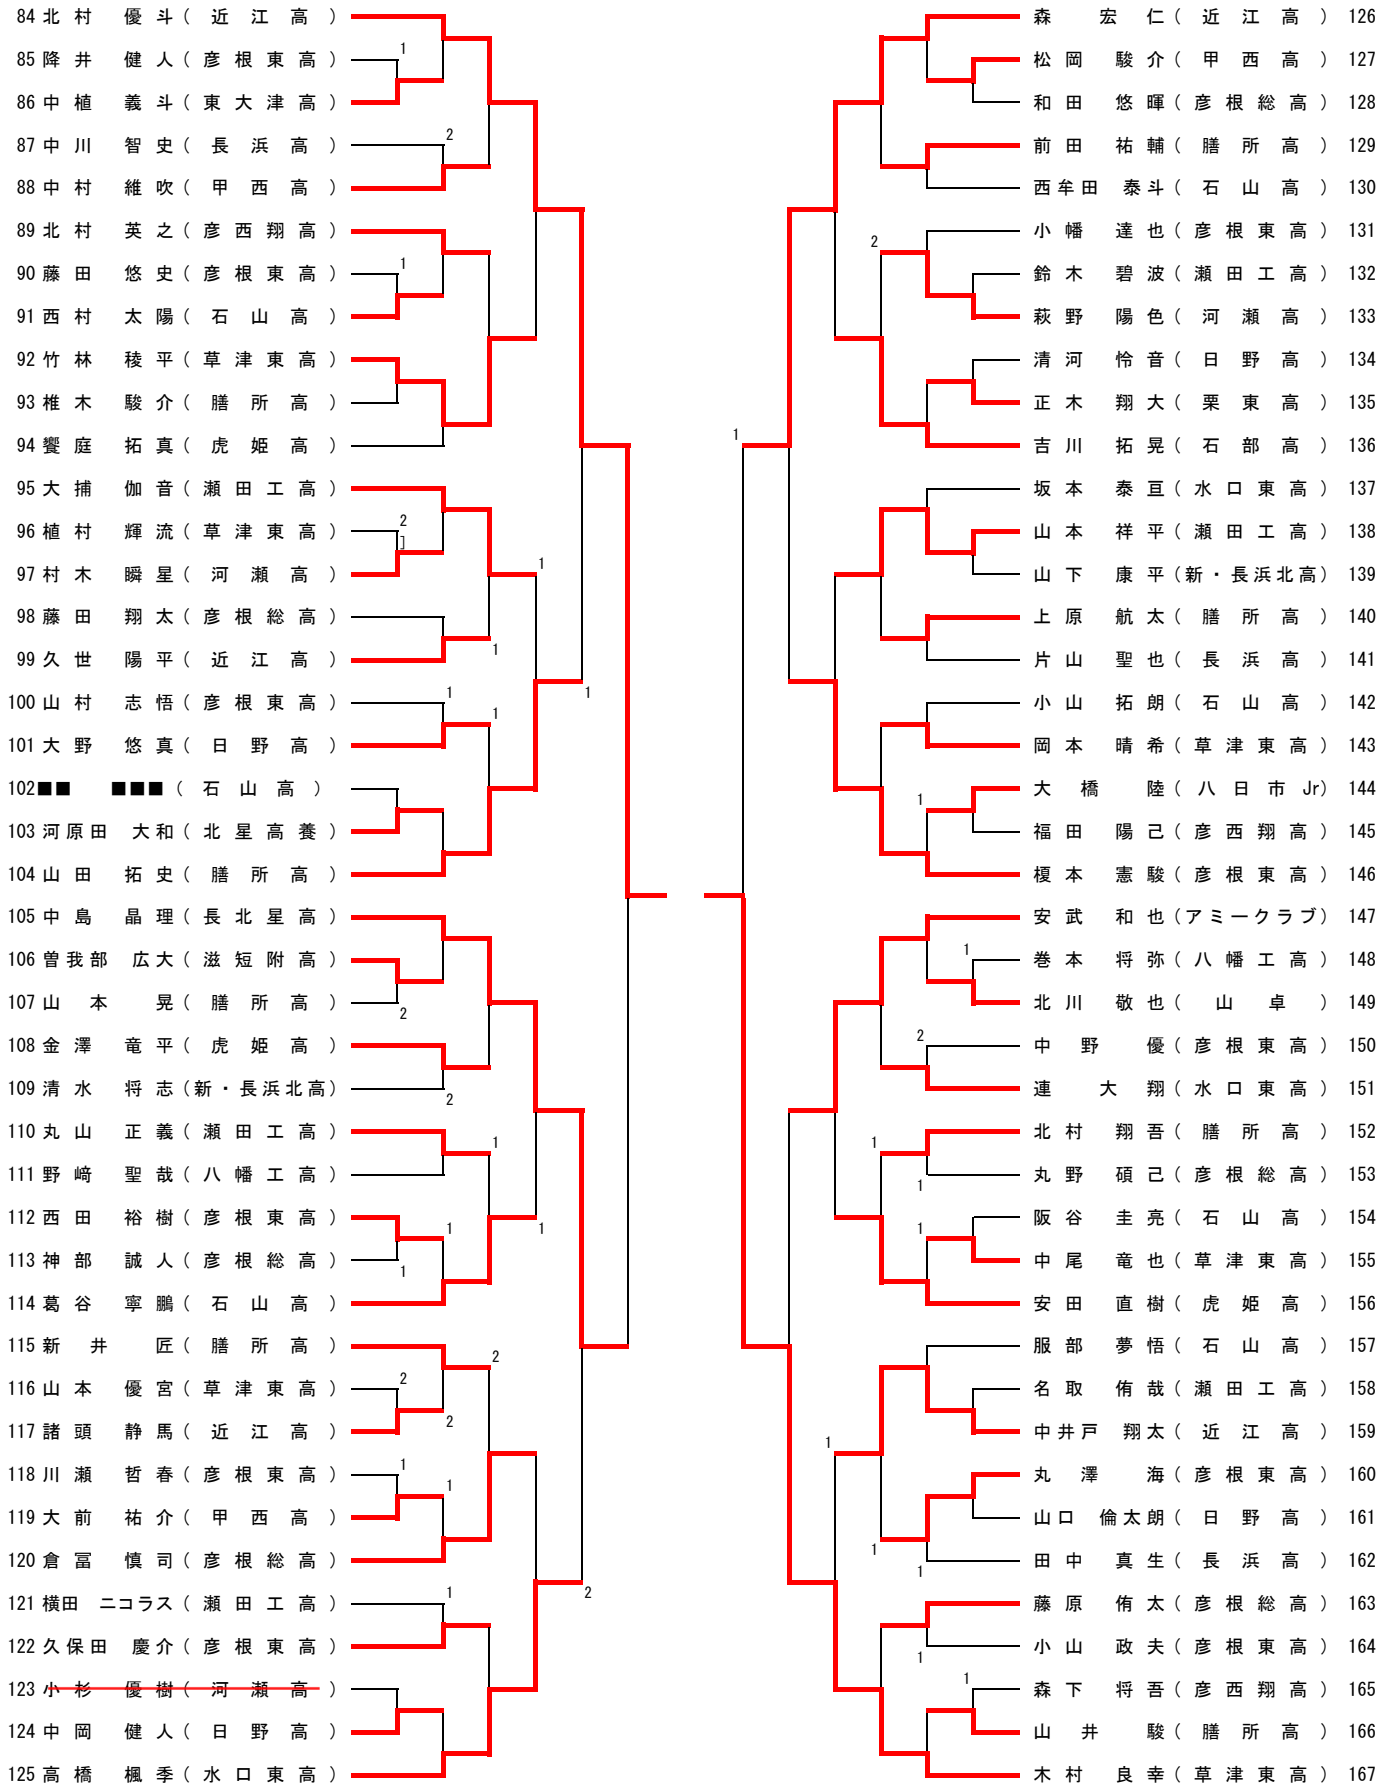 84 北村 優斗 ( 近江高 )
85 降井 健人 ( 彦根東高 ) 1
86 中植 義斗 ( 東大津高 )
87 中川 智史 ( 長浜高 ) 2
88 中村 維吹 ( 甲西高 )
89 北村 英之 ( 彦西翔高 )
90 藤田 悠史 ( 彦根東高 ) 1
91 西村 太陽 ( 石山高 )
92 竹林 稜平 ( 草津東高 )
93 椎木 駿介 ( 膳所高 )
94 饗庭 拓真 ( 虎姫高 )
95 大捕 伽音 ( 瀬田工高 )
96 植村 輝流 ( 草津東高 ) 2 ]
97 村木 瞬星 ( 河瀬高 ) 1
98 藤田 翔太 ( 彦根総高 )
99 久世 陽平 ( 近江高 ) 1
100 山村 志悟 ( 彦根東高 ) 1 1
101 大野 悠真 ( 日野高 ) 1
102 ■■ ■■■ ( 石山高 )
103 河原田 大和 ( 北星高養 )
104 山田 拓史 ( 膳所高 )
105 中島 晶理 ( 長北星高 )
106 曽我部 広大 ( 滋短附高 )
107 山本 晃 ( 膳所高 ) 2
108 金澤 竜平 ( 虎姫高 )
109 清水 将志 (新・長浜北高) 2
110 丸山 正義 ( 瀬田工高 ) 1
111 野﨑 聖哉 ( 八幡工高 )
112 西田 裕樹 ( 彦根東高 ) 1 1
113 神部 誠人 ( 彦根総高 ) 1
114 葛谷 寧鵬 ( 石山高 )
115 新井 匠 ( 膳所高 ) 2
116 山本 優宮 ( 草津東高 ) 2
117 諸頭 静馬 ( 近江高 ) 2
118 川瀬 哲春 ( 彦根東高 ) 1
119 大前 祐介 ( 甲西高 ) 1
120 倉冨 慎司 ( 彦根総高 )
121 横田 ニコラス ( 瀬田工高 ) 1 2
122 久保田 慶介 ( 彦根東高 )
123 小杉 優樹 ( 河瀬高 )
124 中岡 健人 ( 日野高 )
125 高橋 楓季 ( 水口東高 )
森 宏仁 ( 近江高 ) 126
松岡 駿介 ( 甲西高 ) 127
和田 悠暉 ( 彦根総高 ) 128
前田 祐輔 ( 膳所高 ) 129
西牟田 泰斗 ( 石山高 ) 130
2 小幡 達也 ( 彦根東高 ) 131
鈴木 碧波 ( 瀬田工高 ) 132
萩野 陽色 ( 河瀬高 ) 133
清河 怜音 ( 日野高 ) 134
正木 翔大 ( 栗東高 ) 135
1 吉川 拓晃 ( 石部高 ) 136
坂本 泰亘 ( 水口東高 ) 137
山本 祥平 ( 瀬田工高 ) 138
山下 康平 (新・長浜北高) 139
上原 航太 ( 膳所高 ) 140
片山 聖也 ( 長浜高 ) 141
小山 拓朗 ( 石山高 ) 142
岡本 晴希 ( 草津東高 ) 143
1 大橋 陸 ( 八日市 Jr) 144
福田 陽己 ( 彦西翔高 ) 145
榎本 憲駿 ( 彦根東高 ) 146
安武 和也 (アミークラブ) 147
1 巻本 将弥 ( 八幡工高 ) 148
北川 敬也 ( 山卓 ) 149
2 中野 優 ( 彦根東高 ) 150
連 大翔 ( 水口東高 ) 151
1 北村 翔吾 ( 膳所高 ) 152
1 丸野 碩己 ( 彦根総高 ) 153
1 阪谷 圭亮 ( 石山高 ) 154
中尾 竜也 ( 草津東高 ) 155
安田 直樹 ( 虎姫高 ) 156
服部 夢悟 ( 石山高 ) 157
名取 侑哉 ( 瀬田工高 ) 158
1 中井戸 翔太 ( 近江高 ) 159
丸澤 海 ( 彦根東高 ) 160
山口 倫太朗 ( 日野高 ) 161
1 1 田中 真生 ( 長浜高 ) 162
藤原 侑太 ( 彦根総高 ) 163
1 小山 政夫 ( 彦根東高 ) 164
1 森下 将吾 ( 彦西翔高 ) 165
山井 駿 ( 膳所高 ) 166
木村 良幸 ( 草津東高 ) 167